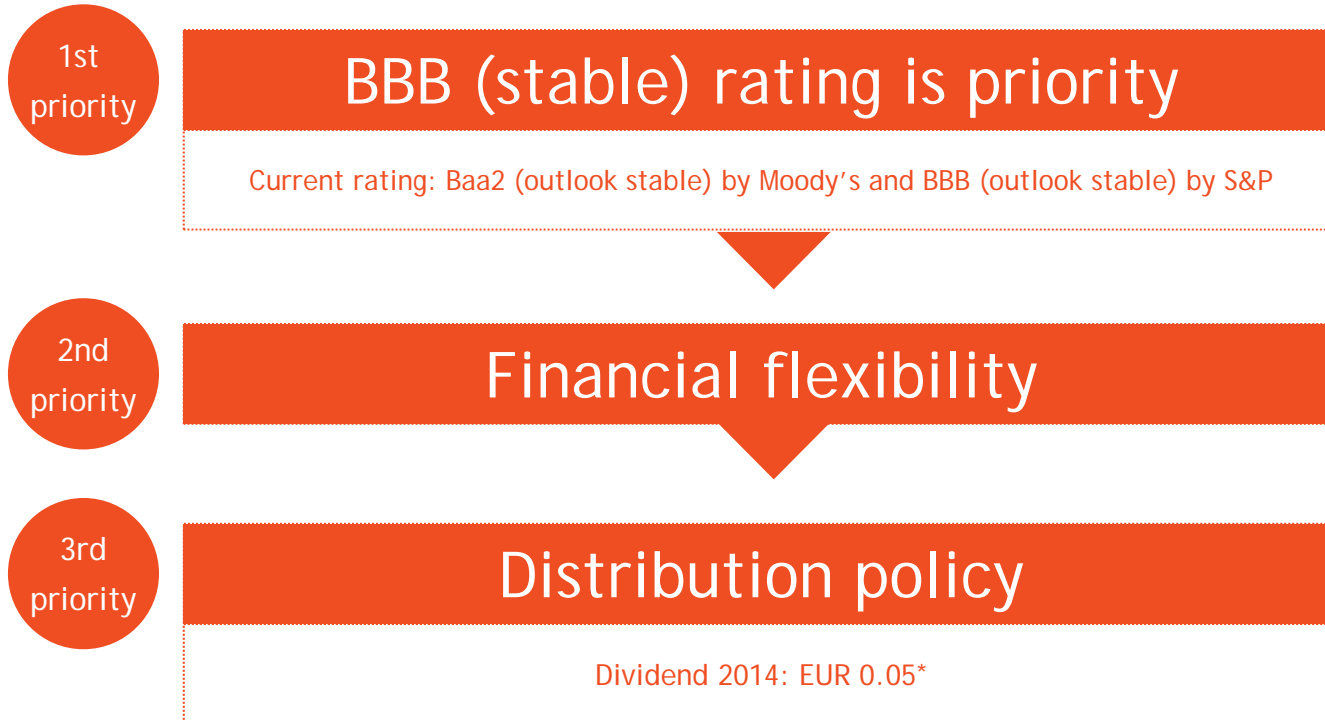 1st
priority
BBB (stable) rating is priority
Current rating: Baa2 (outlook stable) by Moody’s and BBB (outlook stable) by S&P
2nd
priority
Financial flexibility
3rd
priority
Distribution policy
Dividend 2014: EUR 0.05*